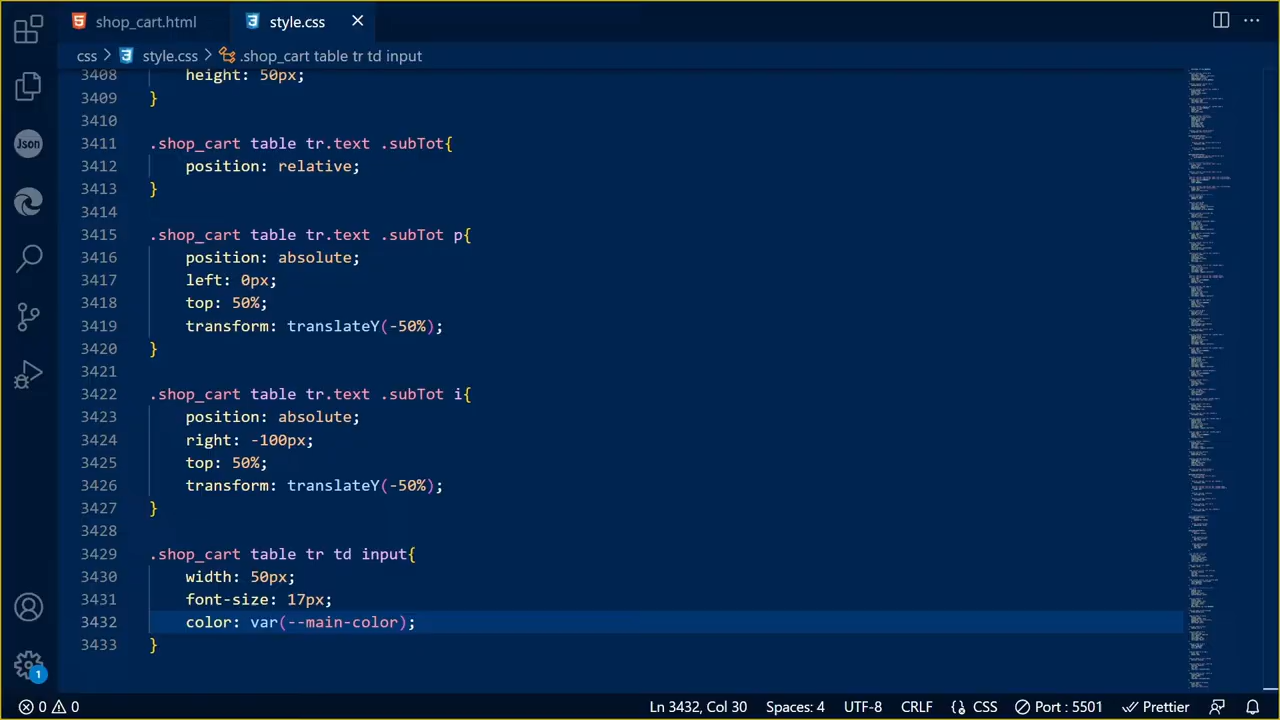 shop_cart.html style.css
css > style.css > .shop_cart table tr td input
3408 height: 50px;
3409 }
3410
3411 .shop_cart table tr.text .subTot{
3412 position: relative;
3413 }
3414
3415 .shop_cart table tr.text .subTot p{
3416 position: absolute;
3417 left: 0px;
3418 top: 50%;
3419 transform: translateY(-50%);
3420 }
3421
3422 .shop_cart table tr.text .subTot i{
3423 position: absolute;
3424 right: -100px;
3425 top: 50%;
3426 transform: translateY(-50%);
3427 }
3428
3429 .shop_cart table tr td input{
3430 width: 50px;
3431 font-size: 17px;
3432 color: var(--main-color);
3433 }
Json
1
0 0 Ln 3432, Col 30 Spaces: 4 UTF-8 CRLF {} CSS Port : 5501 Prettier